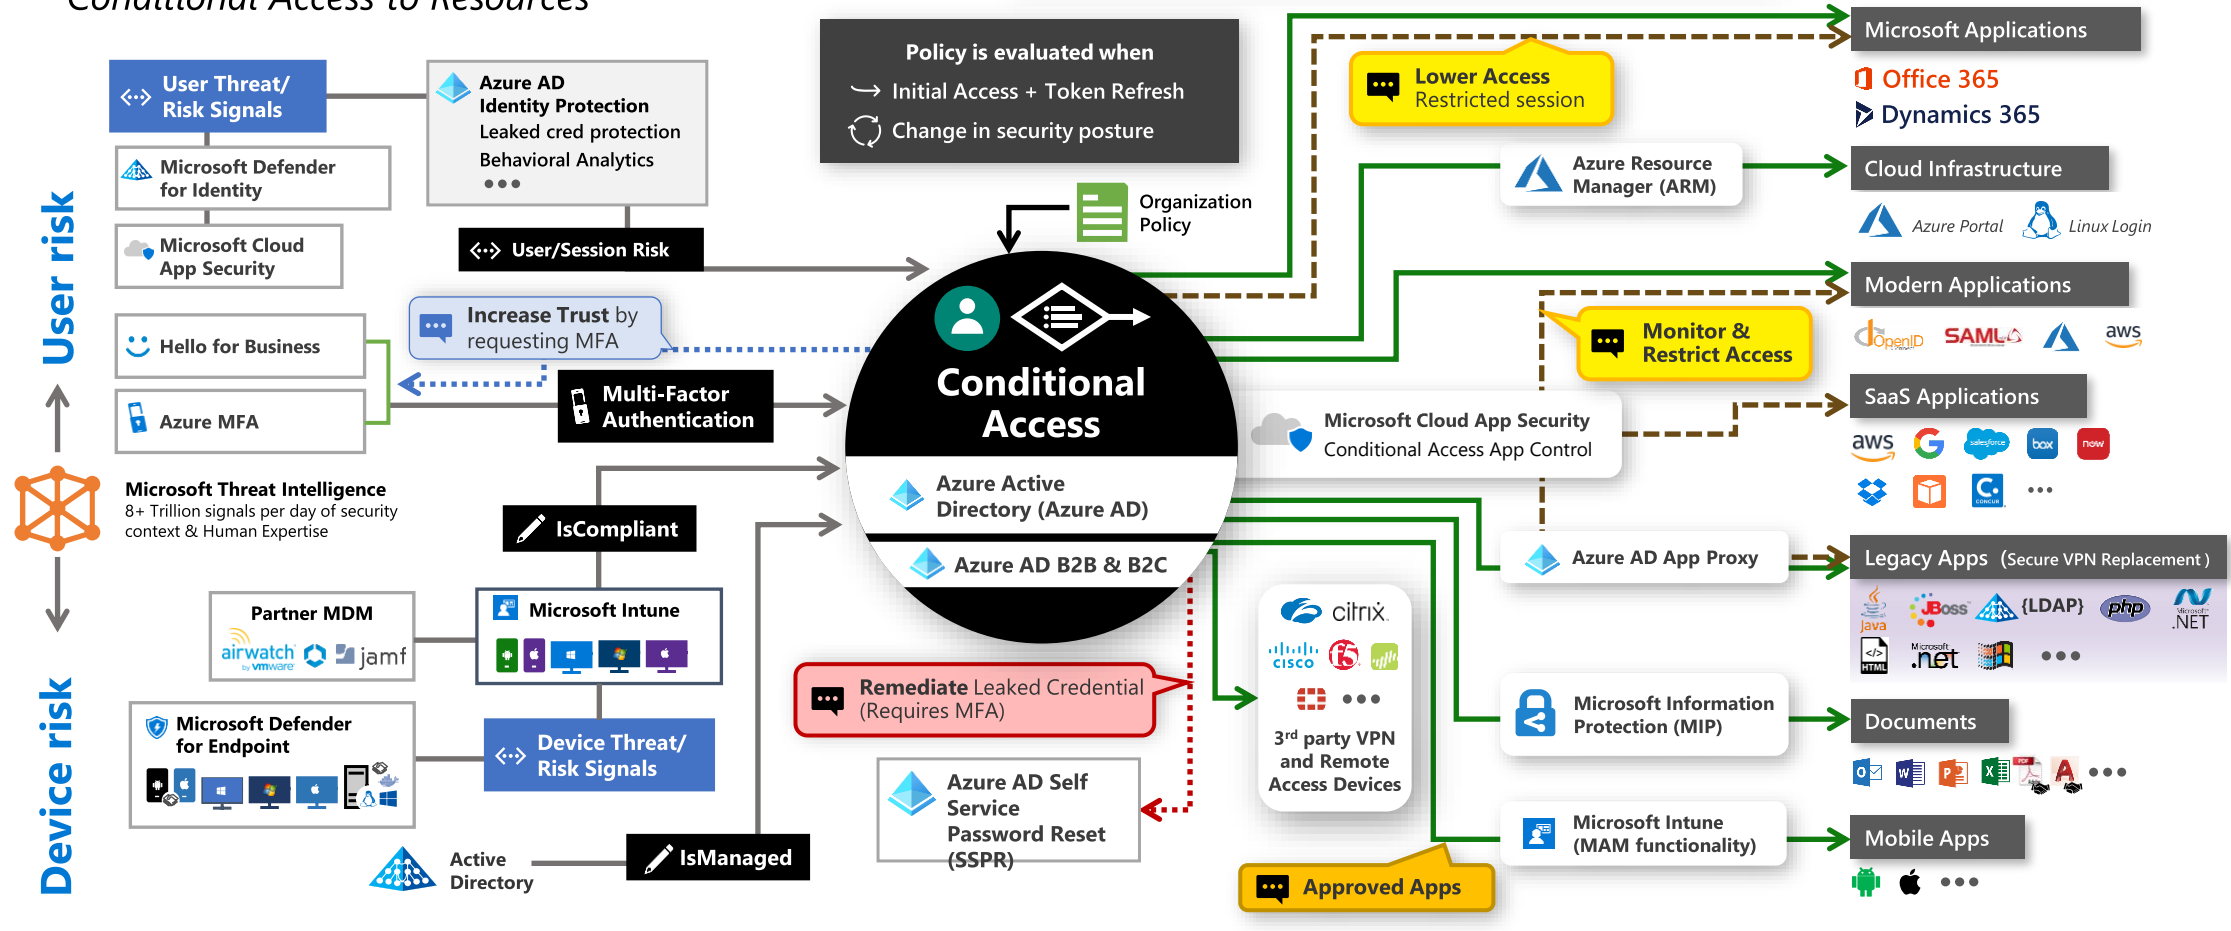 Conditional Access to Resources
User Threat/
Risk Signals
Azure AD
Identity Protection
Leaked cred protection
Behavioral Analytics
Microsoft Defender
for Identity
Microsoft Cloud
App Security
User/Session Risk
User risk
Hello for Business
Azure MFA
Increase Trust by
requesting MFA
Multi-Factor
Authentication
Microsoft Threat Intelligence
8+ Trillion signals per day of security
context & Human Expertise
IsCompliant
Partner MDM
airwatch
by vmware
jamf
Microsoft Intune
Device risk
Microsoft Defender
for Endpoint
Device Threat/
Risk Signals
Active
Directory
IsManaged
Policy is evaluated when
Initial Access + Token Refresh
Change in security posture
Organization
Policy
Conditional
Access
Azure Active
Directory (Azure AD)
Azure AD B2B & B2C
Remediate Leaked Credential
(Requires MFA)
Azure AD Self
Service
Password Reset
(SSPR)
Lower Access
Restricted session
Azure Resource
Manager (ARM)
Monitor &
Restrict Access
Microsoft Cloud App Security
Conditional Access App Control
Azure AD App Proxy
citrix
CISCO
f5
3rd party VPN
and Remote
Access Devices
Microsoft Information
Protection (MIP)
Microsoft Intune
(MAM functionality)
Approved Apps
Microsoft Applications
Office 365
Dynamics 365
Cloud Infrastructure
Azure Portal
Linux Login
Modern Applications
OpenID
SAML
aws
SaaS Applications
aws
salesforce
box
now
C.
CONCUR
Legacy Apps (Secure VPN Replacement )
Java
JBoss
{LDAP}
php
Microsoft
.NET
HTML
Microsoft
.net
Documents
PDF
Mobile Apps